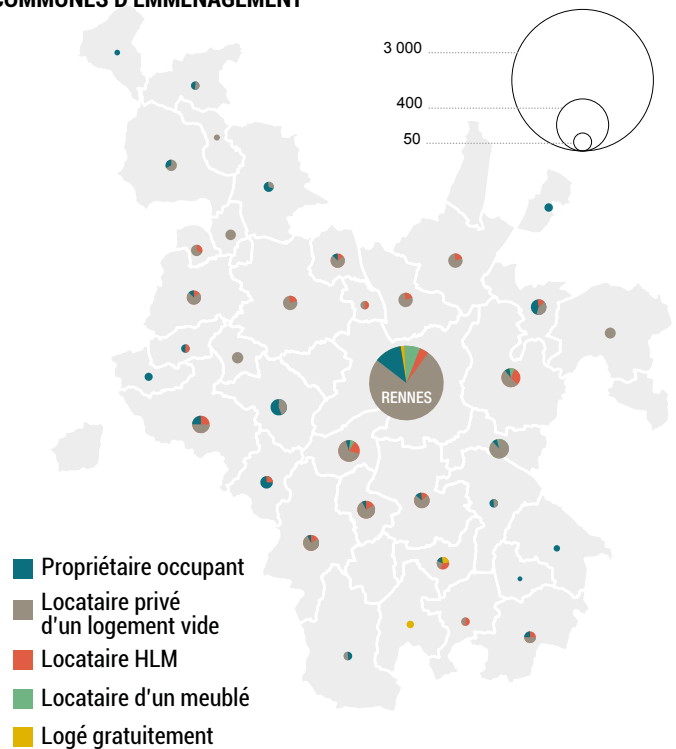 COMMUNES D'EMMÉNAGEMENT
3 000
400
50
RENNES
Propriétaire occupant
Locataire privé
d'un logement vide
Locataire HLM
Locataire d'un meublé
Logé gratuitement